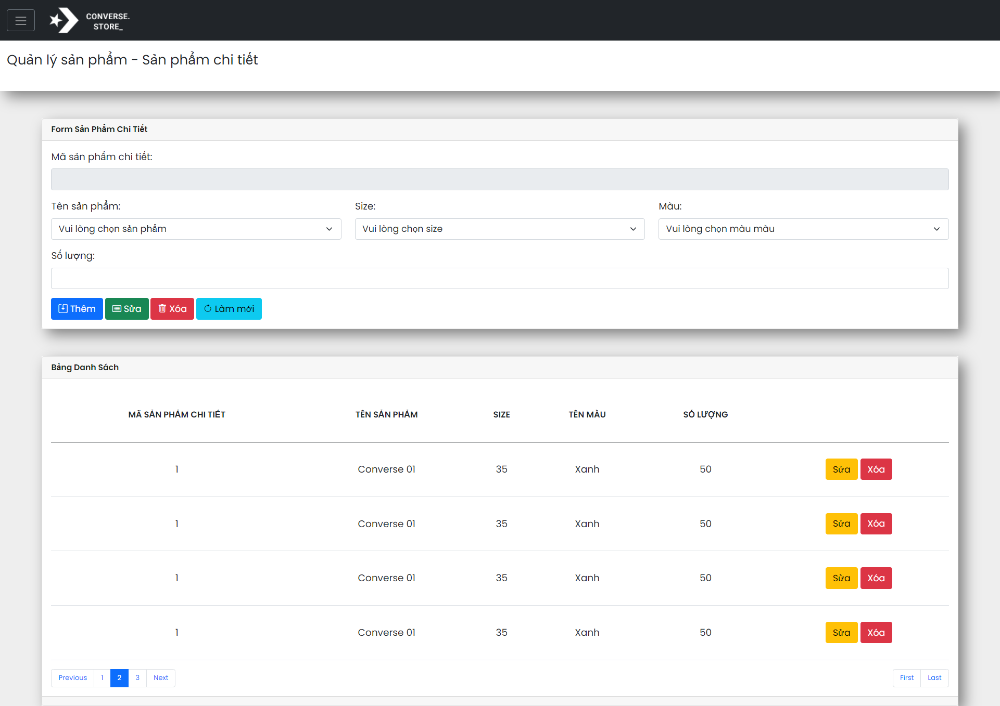 CONVERSE.
STORE_
Quản lý sản phẩm - Sản phẩm chi tiết
Form Sản Phẩm Chi Tiết
Mã sản phẩm chi tiết:
Tên sản phẩm: Size: Màu:
Vui lòng chọn sản phẩm Vui lòng chọn size Vui lòng chọn màu màu
Số lượng:
Thêm Sửa Xóa Làm mới
Bảng Danh Sách
MÃ SẢN PHẨM CHI TIẾT TÊN SẢN PHẨM SIZE TÊN MÀU SỐ LƯỢNG
1 Converse 01 35 Xanh 50 Sửa Xóa
1 Converse 01 35 Xanh 50 Sửa Xóa
1 Converse 01 35 Xanh 50 Sửa Xóa
1 Converse 01 35 Xanh 50 Sửa Xóa
Previous 1 2 3 Next First Last